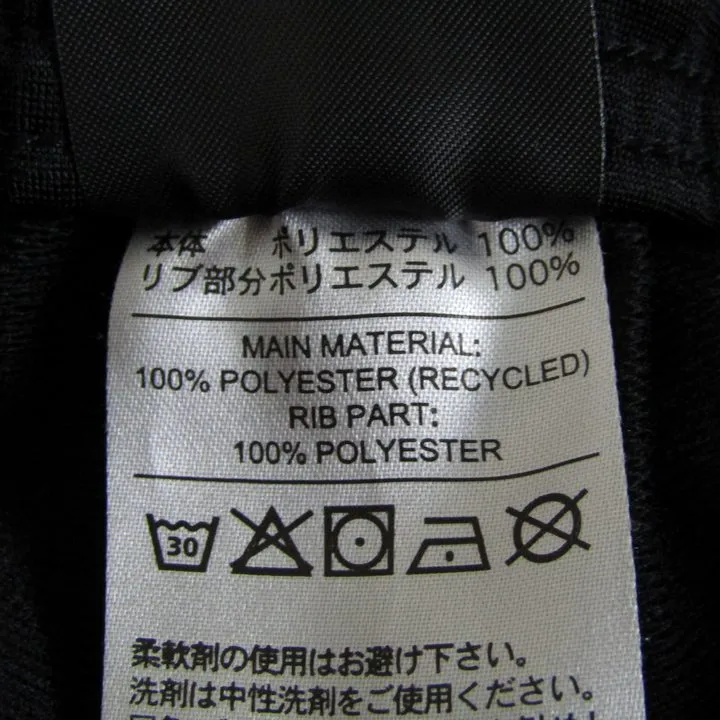 本体 ポリエステル 100%
リブ部分ポリエステル 100%
MAIN MATERIAL:
100% POLYESTER (RECYCLED)
RIB PART:
100% POLYESTER
30
柔軟剤の使用はお避け下さい。
洗剤は中性洗剤をご使用ください。